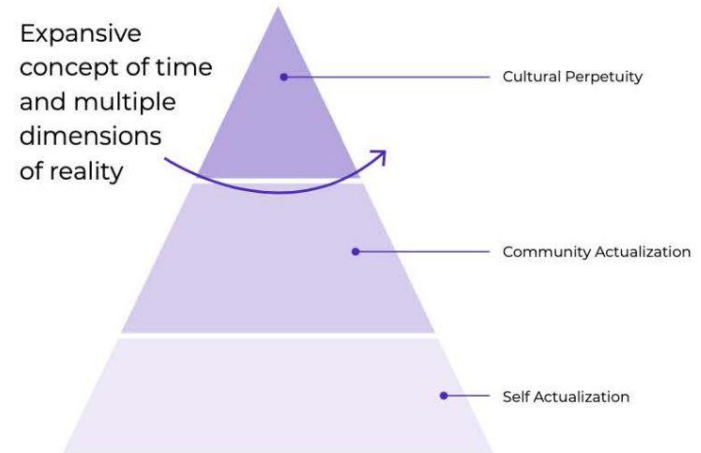 Expansive
concept of time
and multiple
dimensions
of reality
Cultural Perpetuity
Community Actualization
Self Actualization